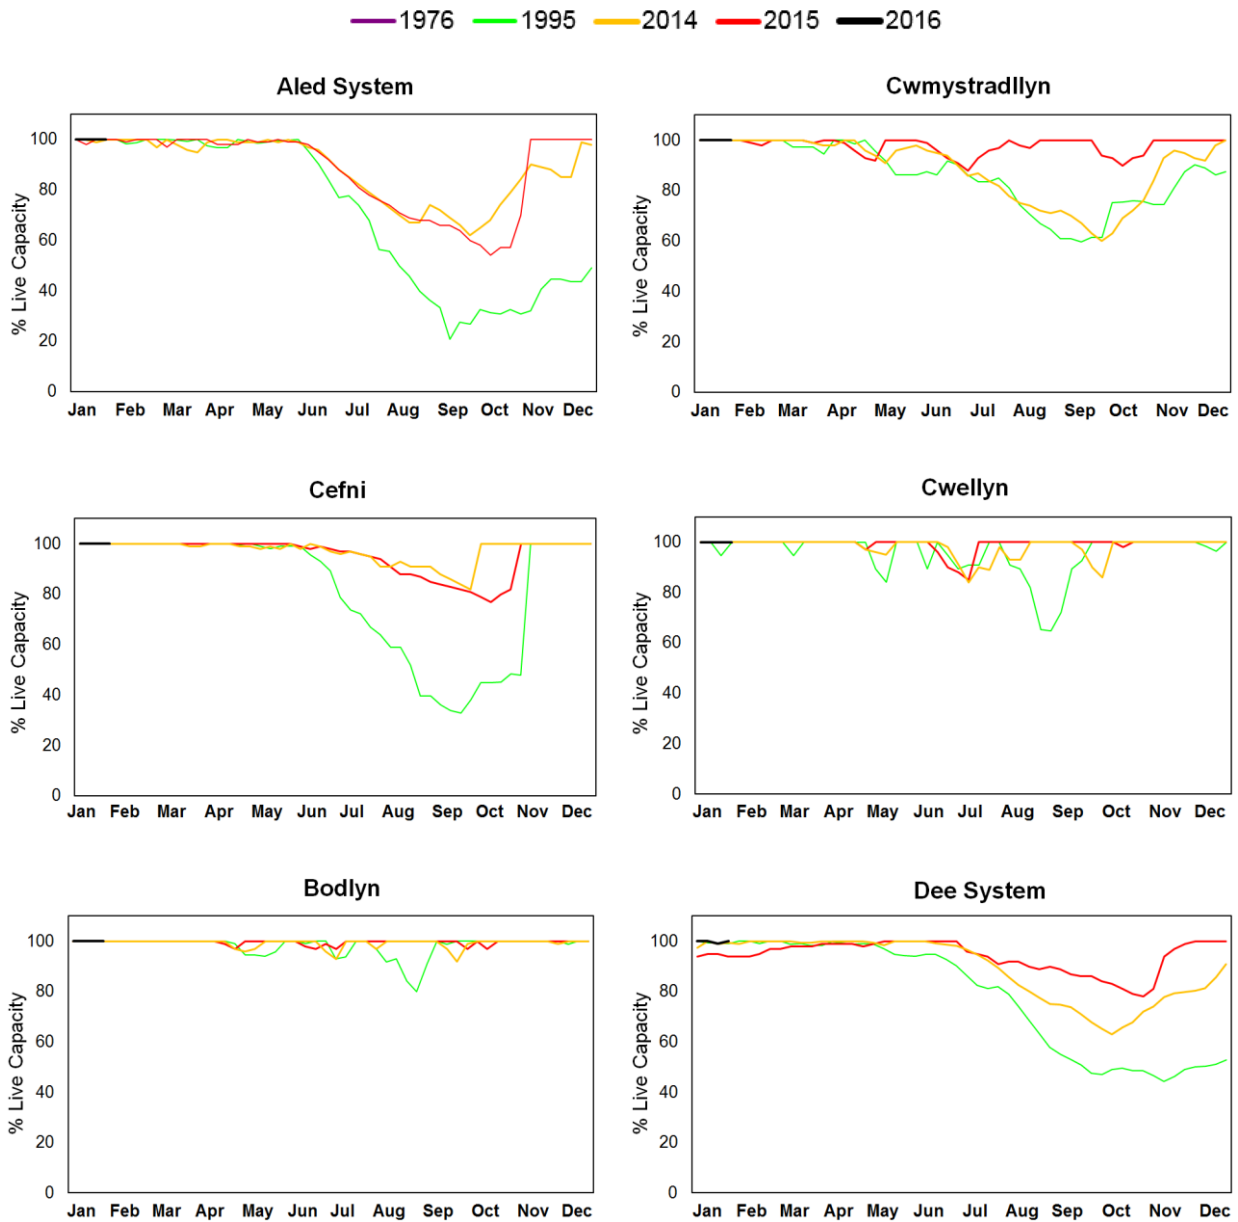 1976 1995 2014 2015 2016
Aled System
% Live Capacity
100
80
60
40
20
0
Jan Feb Mar Apr May Jun Jul Aug Sep Oct Nov Dec
Cwmystradllyn
% Live Capacity
100
80
60
40
20
0
Jan Feb Mar Apr May Jun Jul Aug Sep Oct Nov Dec
Cefni
% Live Capacity
100
80
60
40
20
0
Jan Feb Mar Apr May Jun Jul Aug Sep Oct Nov Dec
Cwellyn
% Live Capacity
100
80
60
40
20
0
Jan Feb Mar Apr May Jun Jul Aug Sep Oct Nov Dec
Bodlyn
% Live Capacity
100
80
60
40
20
0
Jan Feb Mar Apr May Jun Jul Aug Sep Oct Nov Dec
Dee System
% Live Capacity
100
80
60
40
20
0
Jan Feb Mar Apr May Jun Jul Aug Sep Oct Nov Dec